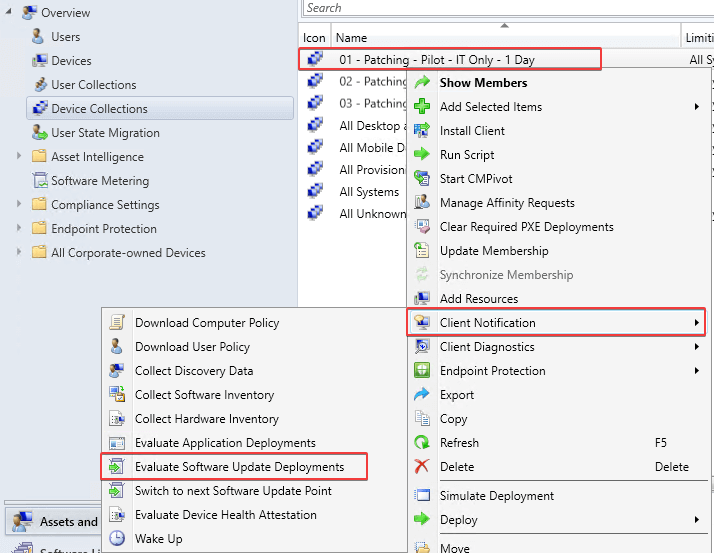 Overview
Users
Devices
User Collections
Device Collections
User State Migration
Asset Intelligence
Software Metering
Compliance Settings
Endpoint Protection
All Corporate-owned Devices
Assets and
Search
Icon Name Limiti
01 - Patching - Pilot - IT Only - 1 Day All Sy
02 - Patching
03 - Patching
All Desktop a
All Mobile D
All Provision
All Systems
All Unknown
Show Members
Add Selected Items
Install Client
Run Script
Start CMPivot
Manage Affinity Requests
Clear Required PXE Deployments
Update Membership
Synchronize Membership
Add Resources
Client Notification
Client Diagnostics
Endpoint Protection
Export
Copy
Refresh F5
Delete Delete
Simulate Deployment
Deploy
Move
Download Computer Policy
Download User Policy
Collect Discovery Data
Collect Software Inventory
Collect Hardware Inventory
Evaluate Application Deployments
Evaluate Software Update Deployments
Switch to next Software Update Point
Evaluate Device Health Attestation
Wake Up